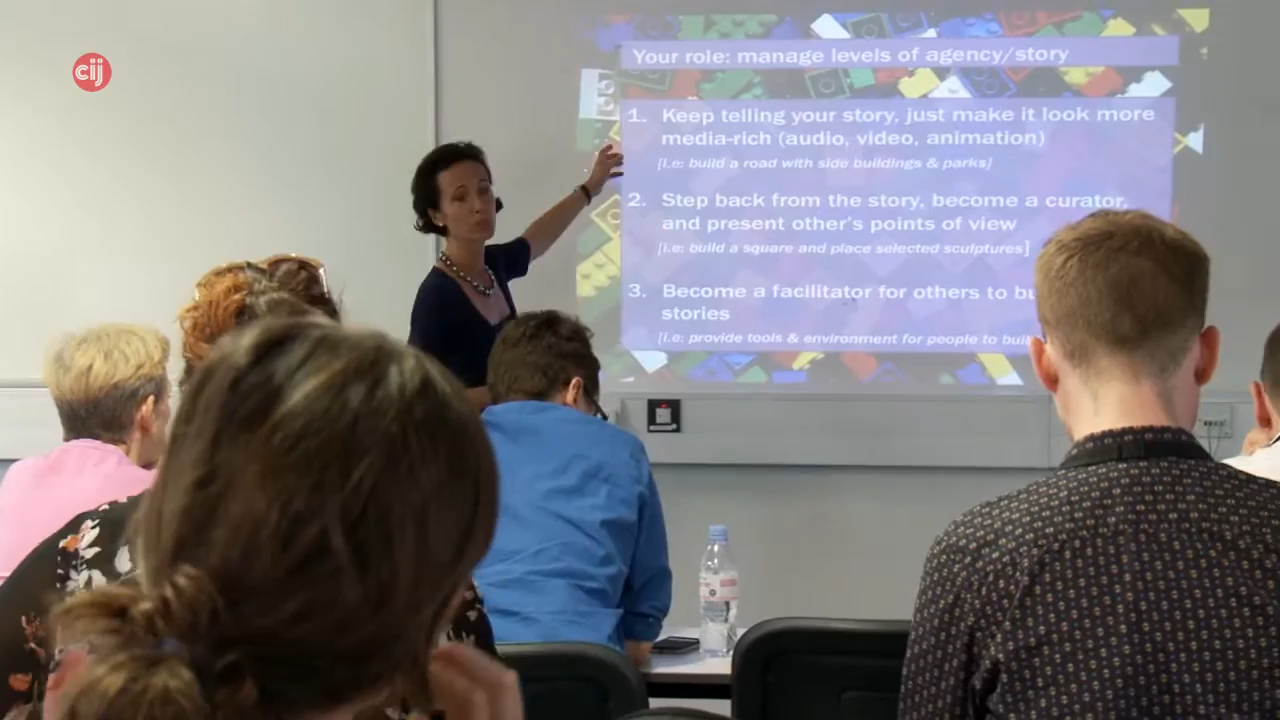 cij
Your role: manage levels of agency/story
1. Keep telling your story, just make it look more
media-rich (audio, video, animation)
[i.e: build a road with side buildings & parks]
2. Step back from the story, become a curator,
and present other's points of view
[i.e: build a square and place selected sculptures]
3. Become a facilitator for others to
stories
[i.e: provide tools & environment for people to